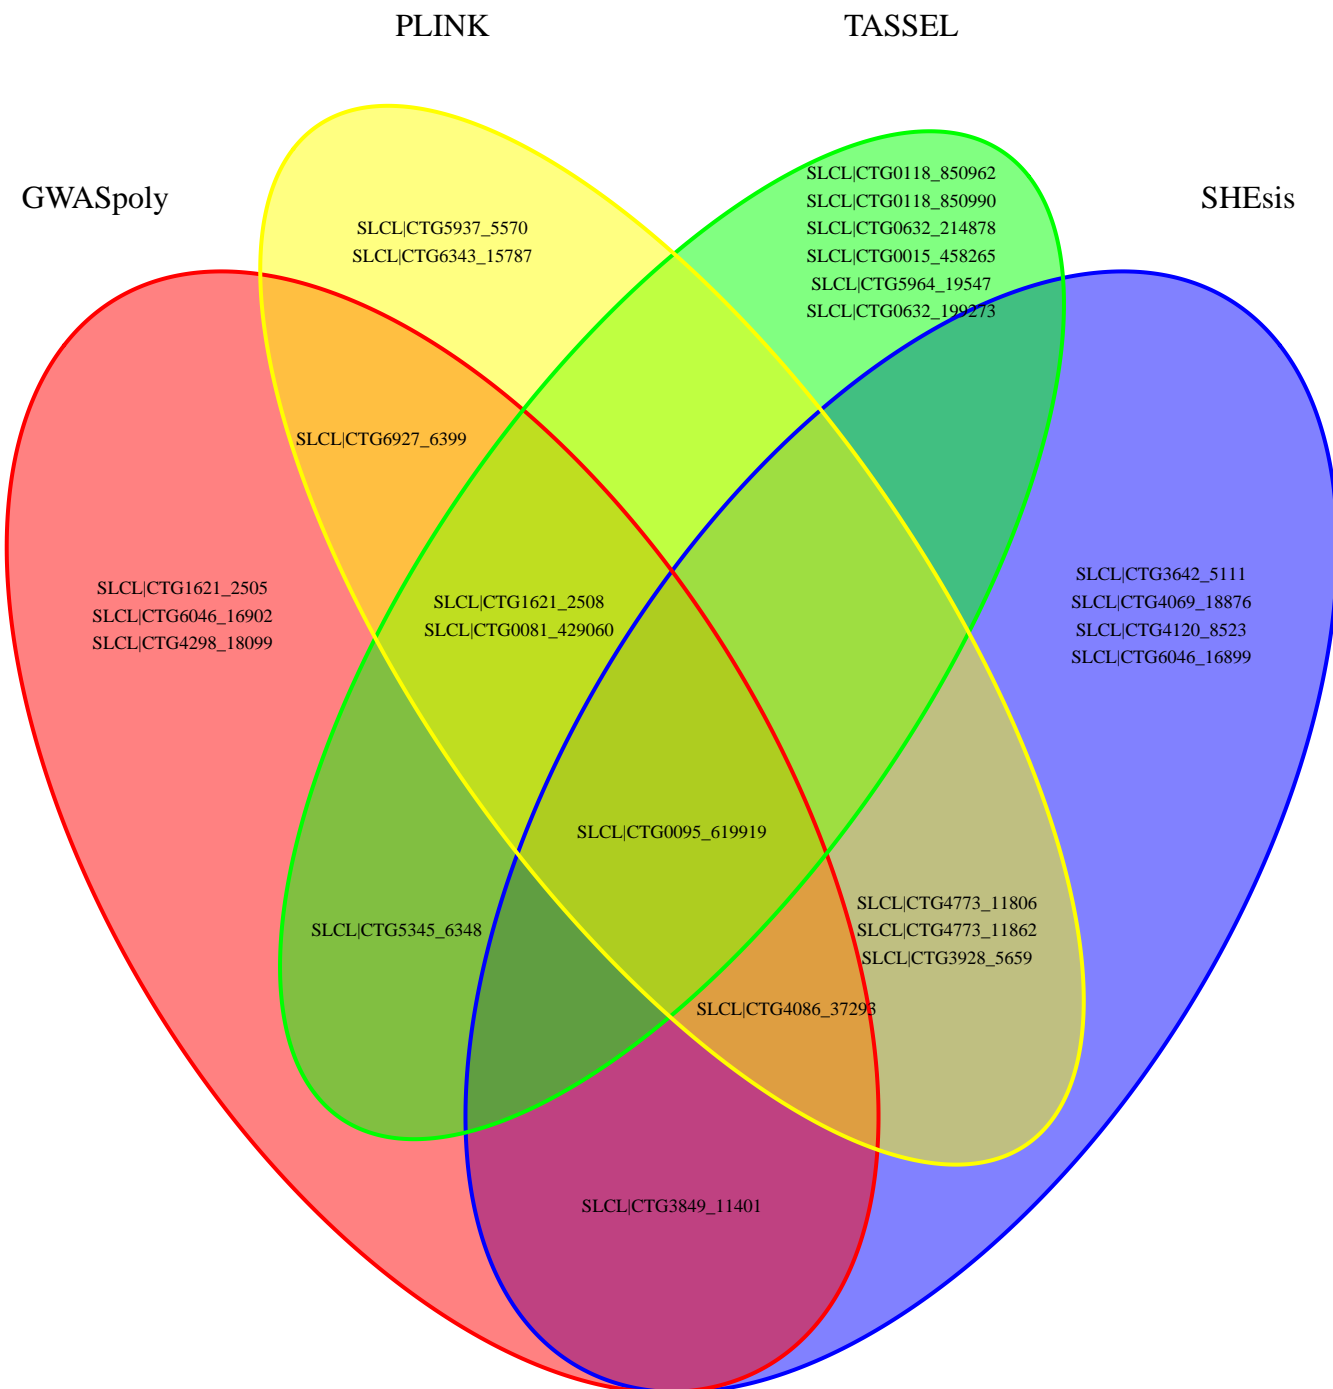 PLINK
TASSEL
GWASpoly
SHEsis
SLCL|CTG5937_5570
SLCL|CTG6343_15787
SLCL|CTG0118_850962
SLCL|CTG0118_850990
SLCL|CTG0632_214878
SLCL|CTG0015_458265
SLCL|CTG5964_19547
SLCL|CTG0632_199273
SLCL|CTG6927_6399
SLCL|CTG1621_2505
SLCL|CTG6046_16902
SLCL|CTG4298_18099
SLCL|CTG1621_2508
SLCL|CTG0081_429060
SLCL|CTG3642_5111
SLCL|CTG4069_18876
SLCL|CTG4120_8523
SLCL|CTG6046_16899
SLCL|CTG0095_619919
SLCL|CTG5345_6348
SLCL|CTG4773_11806
SLCL|CTG4773_11862
SLCL|CTG3928_5659
SLCL|CTG4086_37293
SLCL|CTG3849_11401